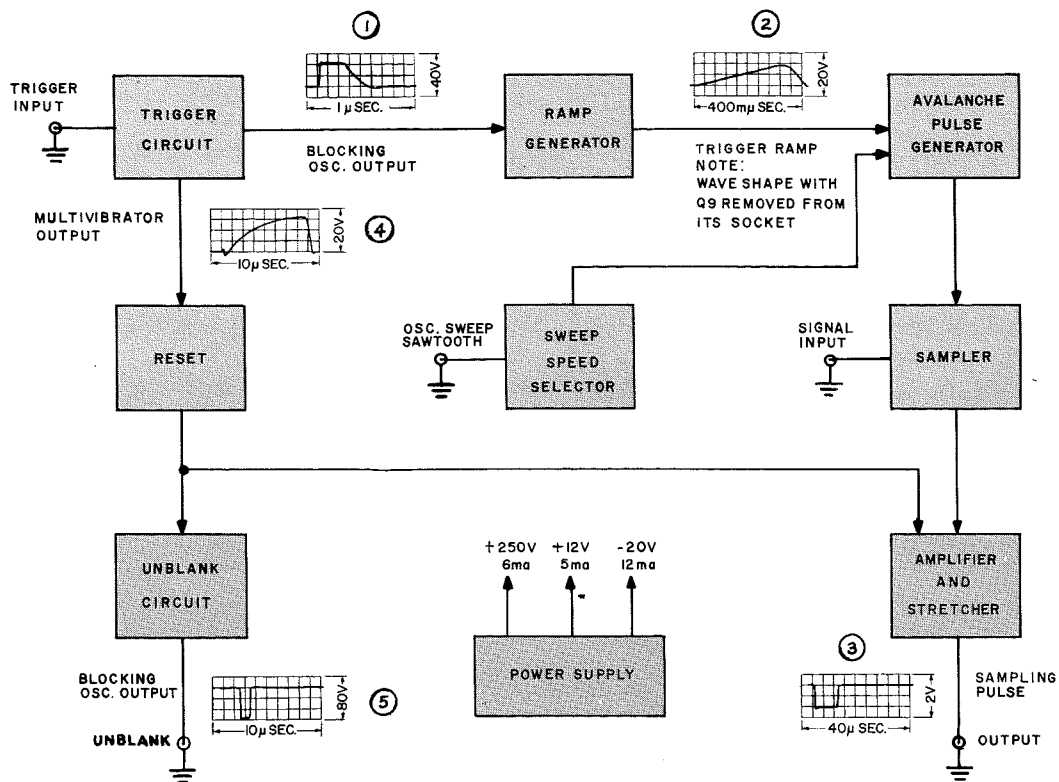 ①
②
TRIGGER
INPUT
TRIGGER
CIRCUIT
40V
1 μ SEC.
BLOCKING
OSC. OUTPUT
RAMP
GENERATOR
20V
400mμ SEC.
AVALANCHE
PULSE
GENERATOR
TRIGGER RAMP
NOTE:
WAVE SHAPE WITH
Q9 REMOVED FROM
ITS SOCKET
MULTIVIBRATOR
OUTPUT
20V
④
10μ SEC.
RESET
OSC. SWEEP
SAWTOOTH
SWEEP
SPEED
SELECTOR
SIGNAL
INPUT
SAMPLER
UNBLANK
CIRCUIT
+250V
6ma
+12V
5ma
-20V
12ma
AMPLIFIER
AND
STRETCHER
POWER SUPPLY
③
BLOCKING
OSC. OUTPUT
80V
⑤
10μ SEC.
2V
40μ SEC.
SAMPLING
PULSE
UNBLANK
OUTPUT